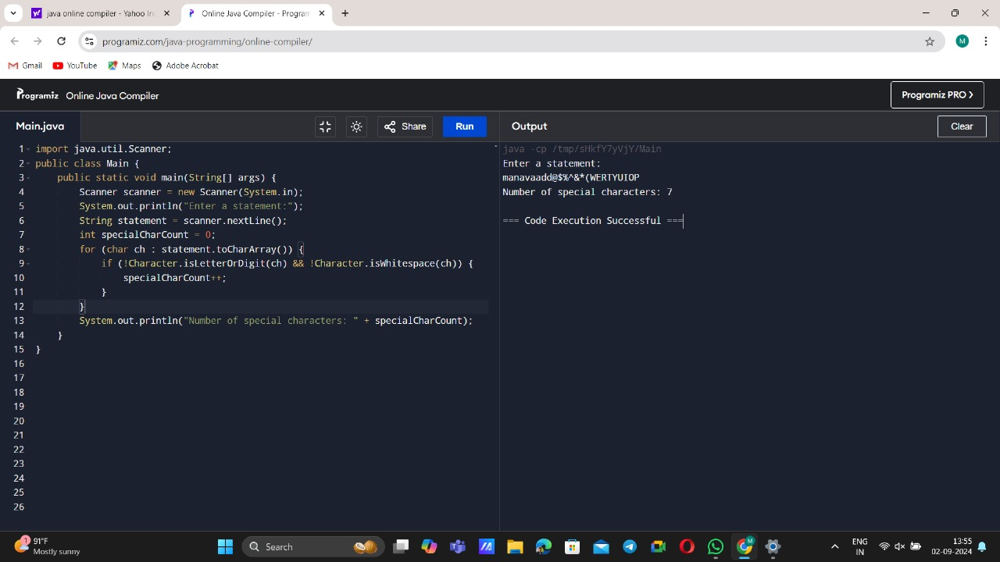 java online compiler - Yahoo In
Online Java Compiler - Program
programiz.com/java-programming/online-compiler/
M
Gmail
YouTube
Maps
Adobe Acrobat
Programiz
Online Java Compiler
Programiz PRO >
Main.java
Share
Run
Output
Clear
1 import java.util.Scanner;
2 public class Main {
3 public static void main(String[] args) {
4 Scanner scanner = new Scanner(System.in);
5 System.out.println("Enter a statement:");
6 String statement = scanner.nextLine();
7 int specialCharCount = 0;
8 for (char ch : statement.toCharArray()) {
9 if (!Character.isLetterOrDigit(ch) && !Character.isWhitespace(ch)) {
10 specialCharCount++;
11 }
12 }
13 System.out.println("Number of special characters: " + specialCharCount);
14 }
15 }
16
17
18
19
20
21
22
23
24
25
26
java -cp /tmp/sHkfY7yVjY/Main
Enter a statement:
manavaadd@$%^&*(WERTYUIOP
Number of special characters: 7
=== Code Execution Successful ===
1
91°F
Mostly sunny
Search
M
ENG
IN
13:55
02-09-2024